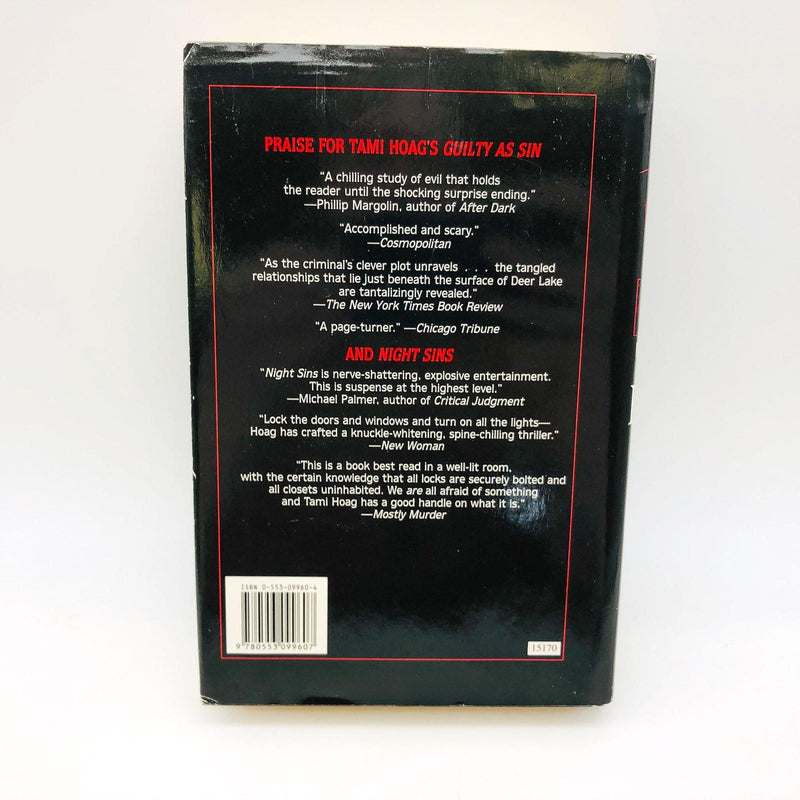 PRAISE FOR TAMI HOAG'S GUILTY AS SIN
"A chilling study of evil that holds
the reader until the shocking surprise ending."
—Phillip Margolin, author of After Dark
"Accomplished and scary."
—Cosmopolitan
"As the criminal's clever plot unravels . . . the tangled
relationships that lie just beneath the surface of Deer Lake
are tantalizingly revealed."
—The New York Times Book Review
"A page-turner." —Chicago Tribune
AND NIGHT SINS
"Night Sins is nerve-shattering, explosive entertainment.
This is suspense at the highest level."
—Michael Palmer, author of Critical Judgment
"Lock the doors and windows and turn on all the lights—
Hoag has crafted a knuckle-whitening, spine-chilling thriller."
—New Woman
"This is a book best read in a well-lit room,
with the certain knowledge that all locks are securely bolted and
all closets uninhabited. We are all afraid of something
and Tami Hoag has a good handle on what it is."
—Mostly Murder
ISBN 0-553-09960-4
9 780553 099607
15170